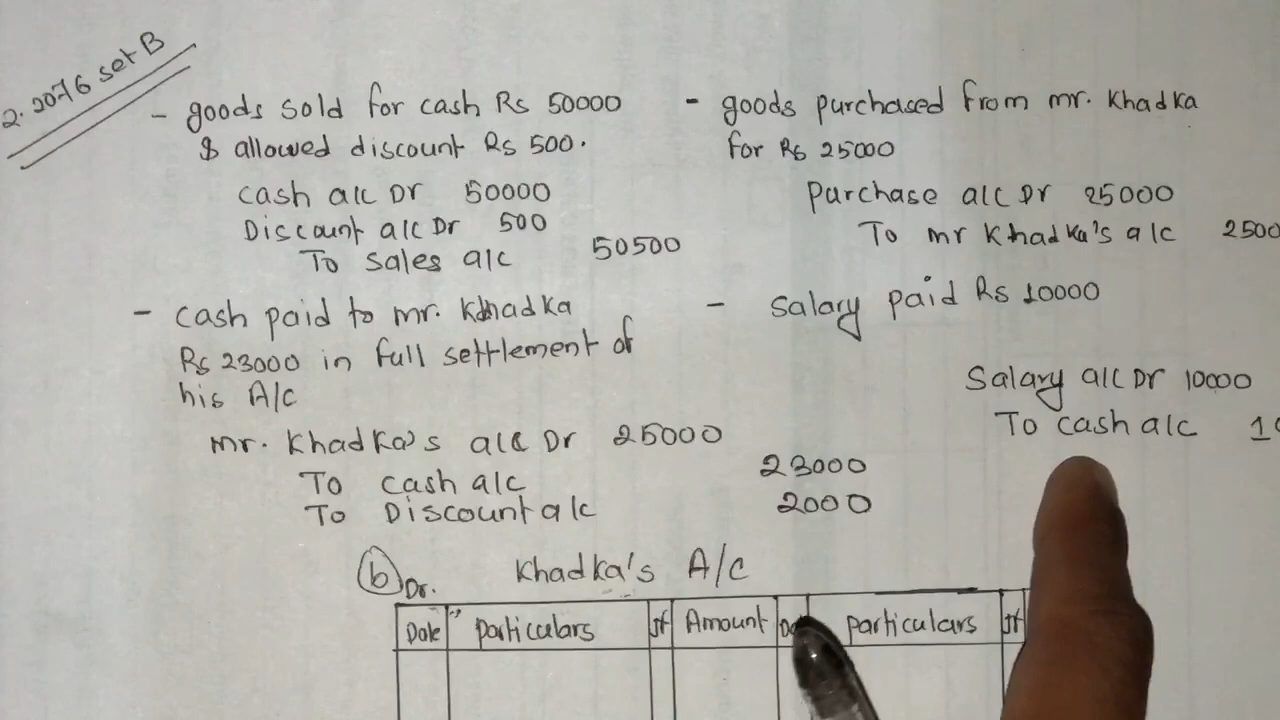 2. 2076 set B
- goods sold for cash Rs 50000
& allowed discount Rs 500.
cash a/c Dr 50000
Discount a/c Dr 500
To sales a/c 50500
- goods purchased from mr. Khadka
for Rs 25000
Purchase a/c Dr 25000
To mr Khadka's a/c 2500
- cash paid to mr. Khadka
Rs 23000 in full settlement of
his A/c
mr. Khadka's a/c Dr 25000
To cash a/c 23000
To Discount a/c 2000
- Salary paid Rs 10000
Salary a/c Dr 10000
To cash a/c
(b) Dr. Khadka's A/C
Date particulars Jf Amount particulars Jf